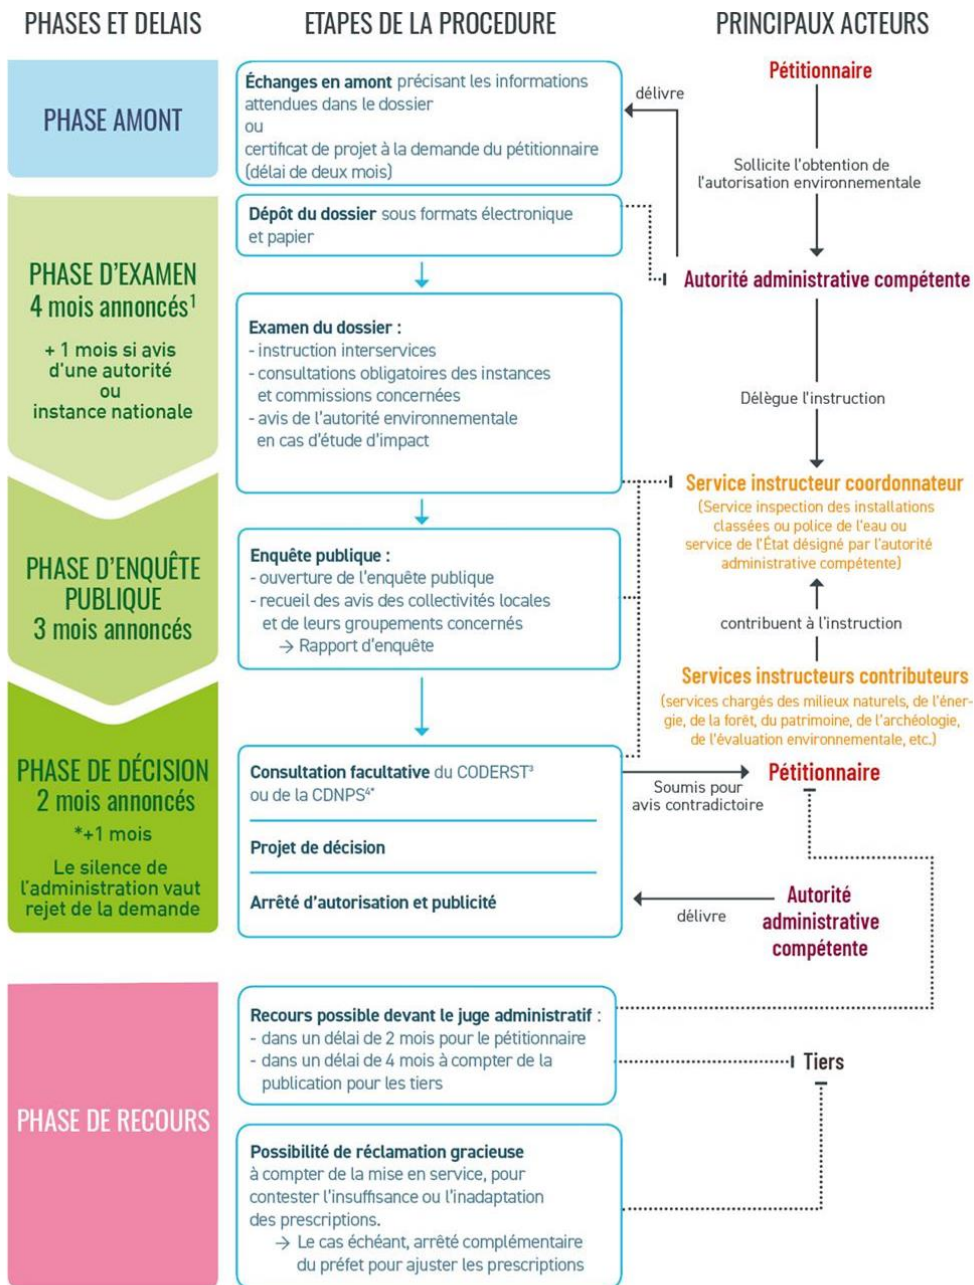 PHASES ET DELAIS
ETAPES DE LA PROCEDURE
PRINCIPAUX ACTEURS
PHASE AMONT
Échanges en amont précisant les informations
attendues dans le dossier
ou
certificat de projet à la demande du pétitionnaire
(délai de deux mois)
délivre
Pétitionnaire
Sollicite l'obtention de
l'autorisation environnementale
Dépôt du dossier sous formats électronique
et papier
Autorité administrative compétente
PHASE D'EXAMEN
4 mois annoncés¹
+ 1 mois si avis
d'une autorité
ou
instance nationale
Examen du dossier :
- instruction interservices
- consultations obligatoires des instances
et commissions concernées
- avis de l'autorité environnementale
en cas d'étude d'impact
Délègue l'instruction
Service instructeur coordonnateur
(Service inspection des installations
classées ou police de l'eau ou
service de l'État désigné par l'autorité
administrative compétente)
PHASE D'ENQUÊTE
PUBLIQUE
3 mois annoncés
Enquête publique :
- ouverture de l'enquête publique
- recueil des avis des collectivités locales
et de leurs groupements concernés
→ Rapport d'enquête
contribuent à l'instruction
Services instructeurs contributeurs
(services chargés des milieux naturels, de l'éner-
gie, de la forêt, du patrimoine, de l'archéologie,
de l'évaluation environnementale, etc.)
PHASE DE DÉCISION
2 mois annoncés
*+1 mois
Le silence de
l'administration vaut
rejet de la demande
Consultation facultative du CODERST³
ou de la CDNPS⁴*
Projet de décision
Arrêté d'autorisation et publicité
Soumis pour
avis contradictoire
Pétitionnaire
délivre
Autorité
administrative
compétente
PHASE DE RECOURS
Recours possible devant le juge administratif :
- dans un délai de 2 mois pour le pétitionnaire
- dans un délai de 4 mois à compter de la
publication pour les tiers
Tiers
Possibilité de réclamation gracieuse
à compter de la mise en service, pour
contester l'insuffisance ou l'inadaptation
des prescriptions.
→ Le cas échéant, arrêté complémentaire
du préfet pour ajuster les prescriptions